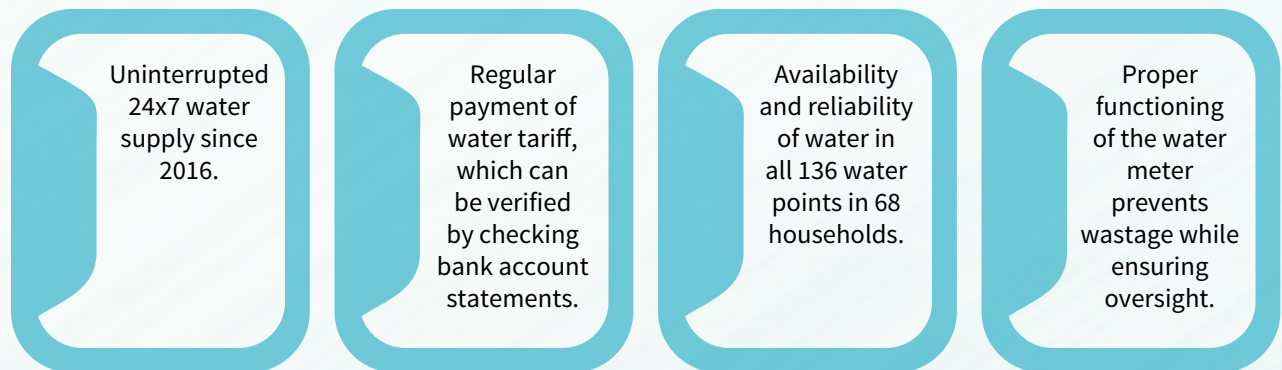 Uninterrupted
24x7 water
supply since
2016.
Regular
payment of
water tariff,
which can
be verified
by checking
bank account
statements.
Availability
and reliability
of water in
all 136 water
points in 68
households.
Proper
functioning
of the water
meter
prevents
wastage while
ensuring
oversight.